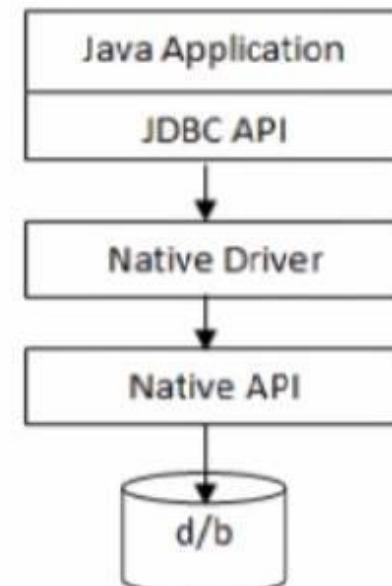 Java Application
JDBC API
Native Driver
Native API
d/b